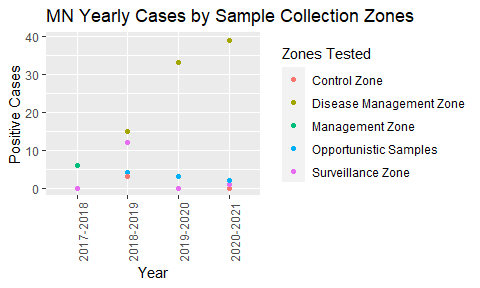 MN Yearly Cases by Sample Collection Zones
Positive Cases
40
30
20
10
0
2017-2018
2018-2019
2019-2020
2020-2021
Year
Zones Tested
Control Zone
Disease Management Zone
Management Zone
Opportunistic Samples
Surveillance Zone